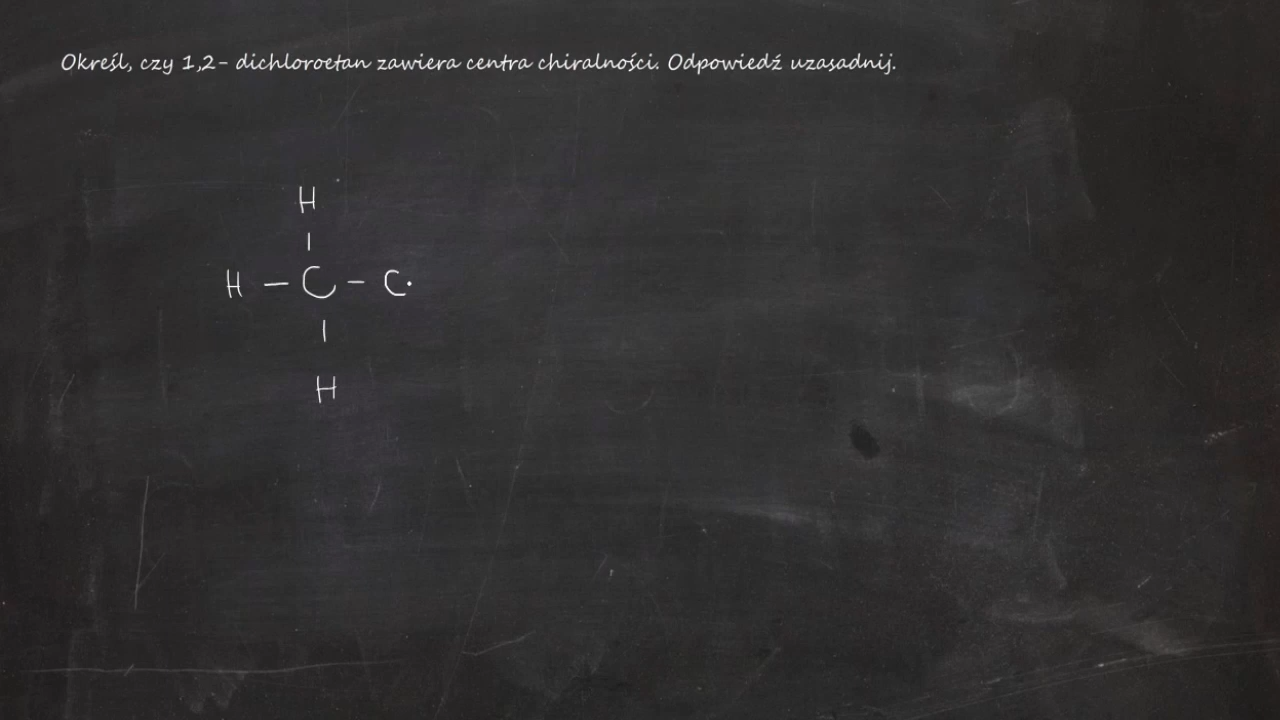 Określ, czy 1,2- dichloroetan zawiera centra chiralności. Odpowiedź uzasadnij.
H
H - C - C
H